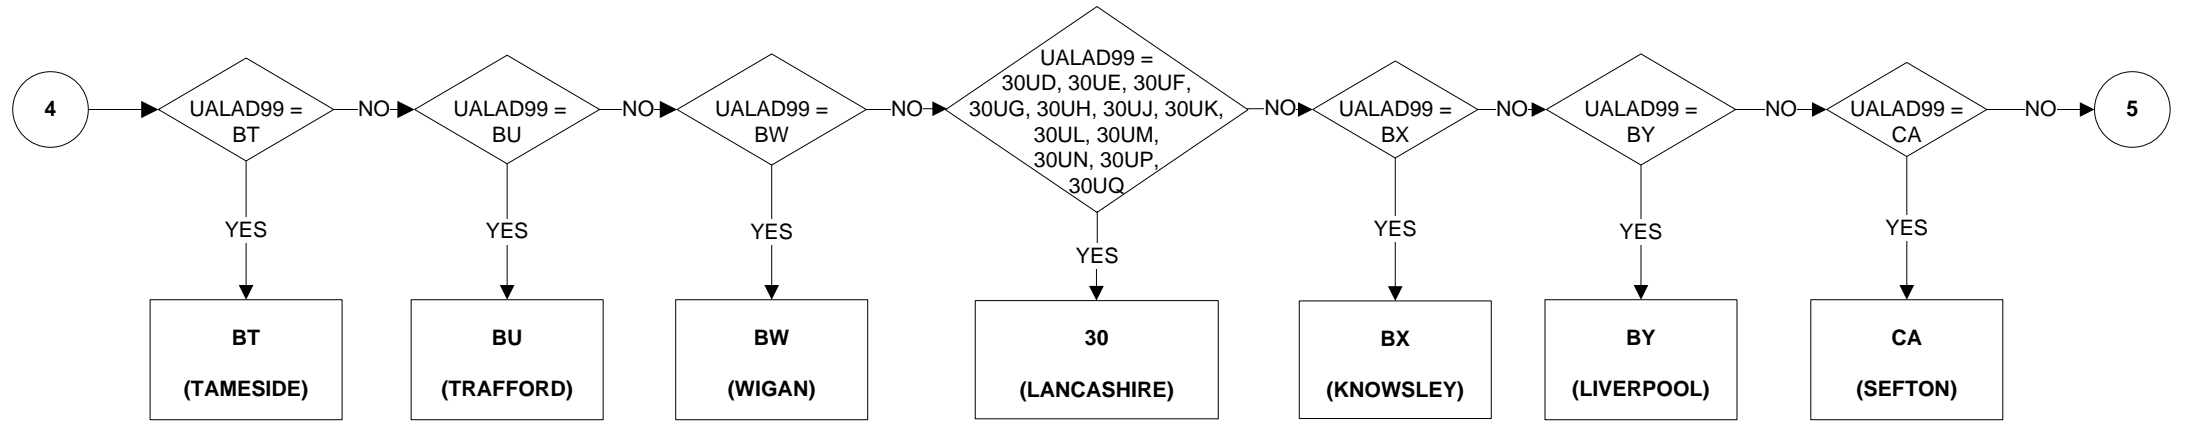 4
UALAD99 =
BT
NO
UALAD99 =
BU
NO
UALAD99 =
BW
NO
UALAD99 =
30UD, 30UE, 30UF,
30UG, 30UH, 30UJ, 30UK,
30UL, 30UM,
30UN, 30UP,
30UQ
NO
UALAD99 =
BX
NO
UALAD99 =
BY
NO
UALAD99 =
CA
NO
5
YES
YES
YES
YES
YES
YES
YES
BT
(TAMESIDE)
BU
(TRAFFORD)
BW
(WIGAN)
30
(LANCASHIRE)
BX
(KNOWSLEY)
BY
(LIVERPOOL)
CA
(SEFTON)